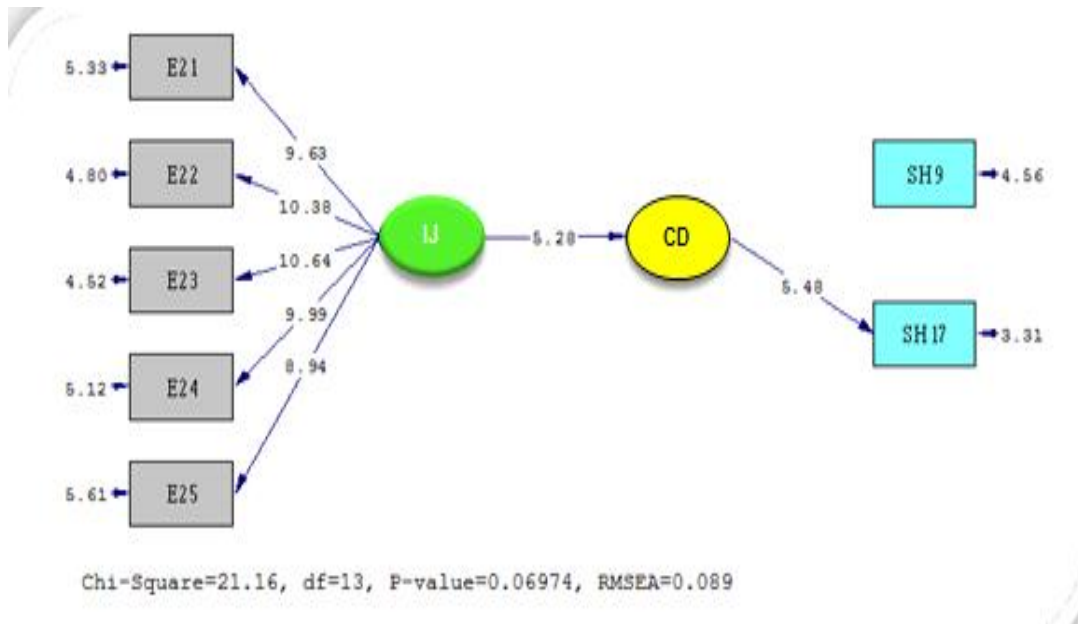 5.33 E21
9.63
4.80 E22
10.38
SH9 4.56
IJ 5.28 CD
10.64
4.52 E23
5.48
9.99
SH17 3.31
8.94
5.12 E24
5.61 E25
Chi-Square=21.16, df=13, P-value=0.06974, RMSEA=0.089